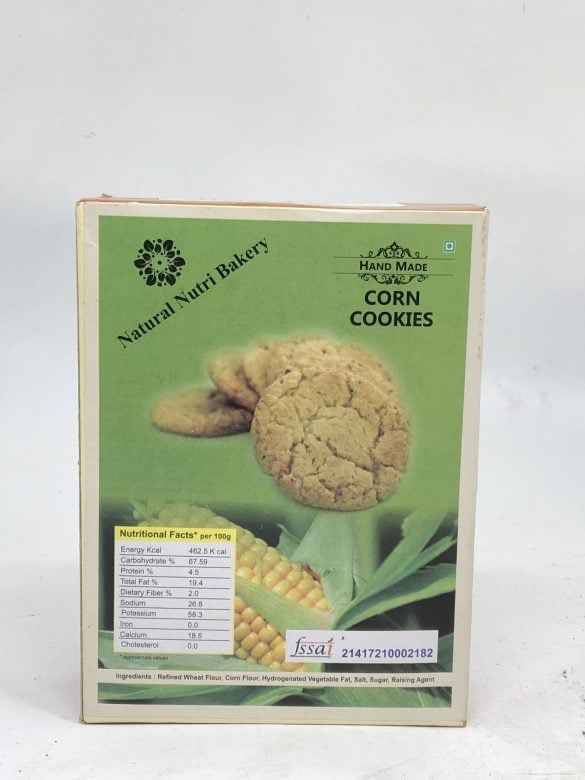 Natural Nutri Bakery
HAND MADE
CORN
COOKIES
Nutritional Facts* per 100g
Energy Kcal 462.5 K cal
Carbohydrate % 67.59
Protein % 4.5
Total Fat % 19.4
Dietary Fiber % 2.0
Sodium 26.8
Potassium 58.3
Iron 0.0
Calcium 18.5
Cholesterol 0.0
* approximate values
fssai 21417210002182
Ingredients : Refined Wheat Flour, Corn Flour, Hydrogenated Vegetable Fat, Salt, Sugar, Raising Agent